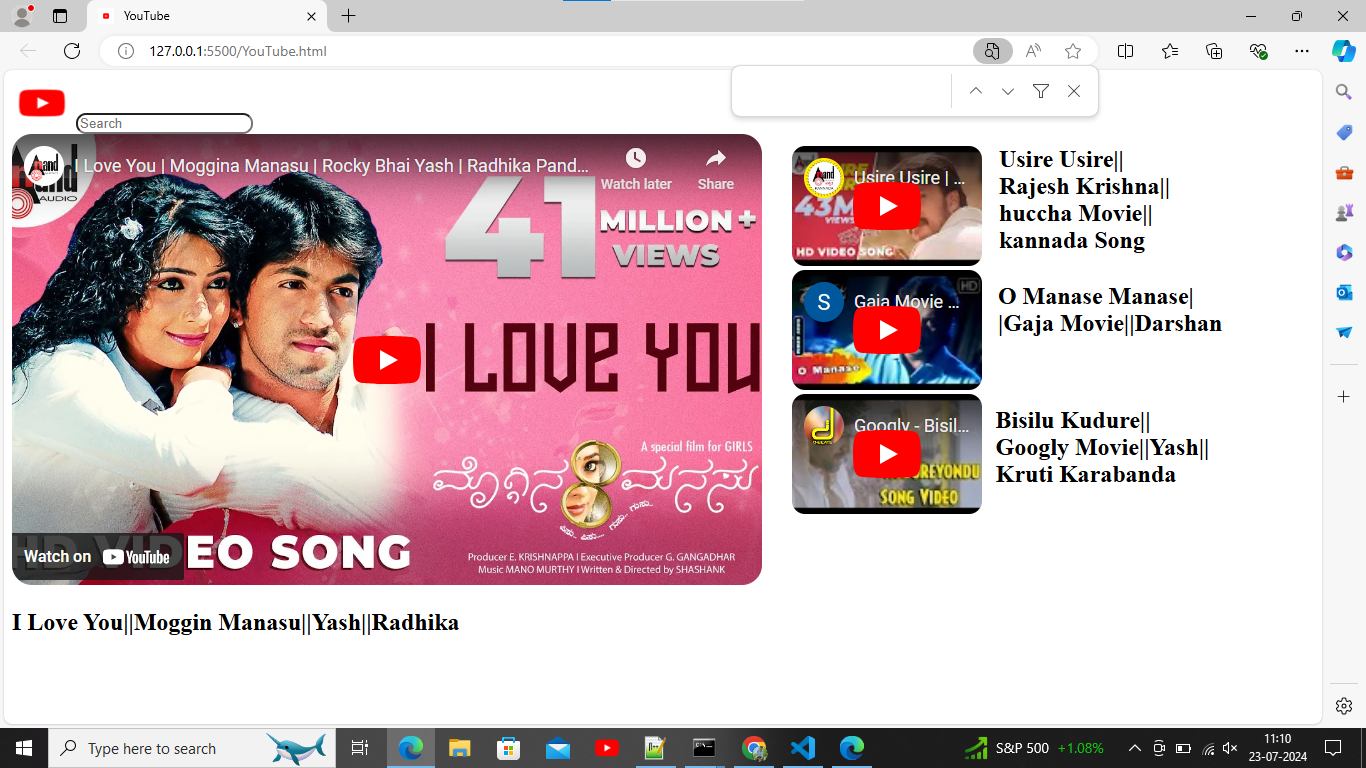 YouTube
127.0.0.1:5500/YouTube.html
Search
I Love You | Moggina Manasu | Rocky Bhai Yash | Radhika Pand...
Watch later
Share
Anand
AUDIO
41
MILLION+
VIEWS
I LOVE YOU
A special film for GIRLS
ಮೊಗ್ಗಿನ ಮನಸು
HD VIDEO SONG
Watch on YouTube
Producer E. KRISHNAPPA I Executive Producer G. GANGADHAR
Music MANO MURTHY I Written & Directed by SHASHANK
I Love You||Moggin Manasu||Yash||Radhika
Usire Usire | ...
43M
VIEWS
HD VIDEO SONG
Usire Usire||
Rajesh Krishna||
huccha Movie||
kannada Song
S
Gaja Movie ...
HD
O Manase
O Manase Manase|
|Gaja Movie||Darshan
Googly - Bisil...
SONG VIDEO
Bisilu Kudure||
Googly Movie||Yash||
Kruti Karabanda
Type here to search
S&P 500 +1.08%
11:10
23-07-2024